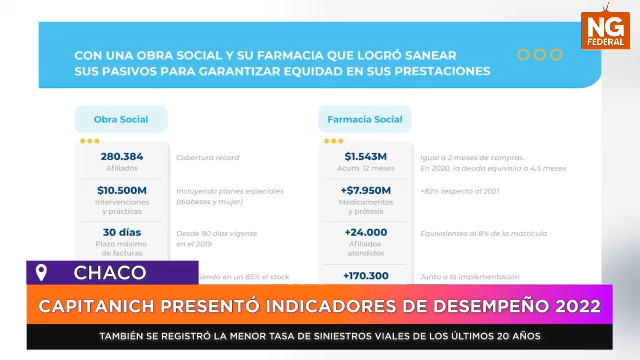 NG
FEDERAL
CON UNA OBRA SOCIAL Y SU FARMACIA QUE LOGRÓ SANEAR
SUS PASIVOS PARA GARANTIZAR EQUIDAD EN SUS PRESTACIONES
Obra Social
280.384
Afiliados
Cobertura récord
$10.500M
Intervenciones
y prácticas
Incluyendo planes especiales
(diabetes y mujer)
30 días
Plazo máximo
de facturas
Desde 90 días vigente
en el 2019
en un 85% el stock
Farmacia Social
$1.543M
Acum. 12 meses
Igual a 2 meses de compras.
En 2020, la deuda equivalía a 4,5 meses
+$7.950M
Medicamentos
y prótesis
+82% respecto al 2021
+24.000
Afiliados
atendidos
Equivalentes al 8% de la matrícula
+170.300
Junto a la implementación
CHACO
CAPITANICH PRESENTÓ INDICADORES DE DESEMPEÑO 2022
TAMBIÉN SE REGISTRÓ LA MENOR TASA DE SINIESTROS VIALES DE LOS ÚLTIMOS 20 AÑOS